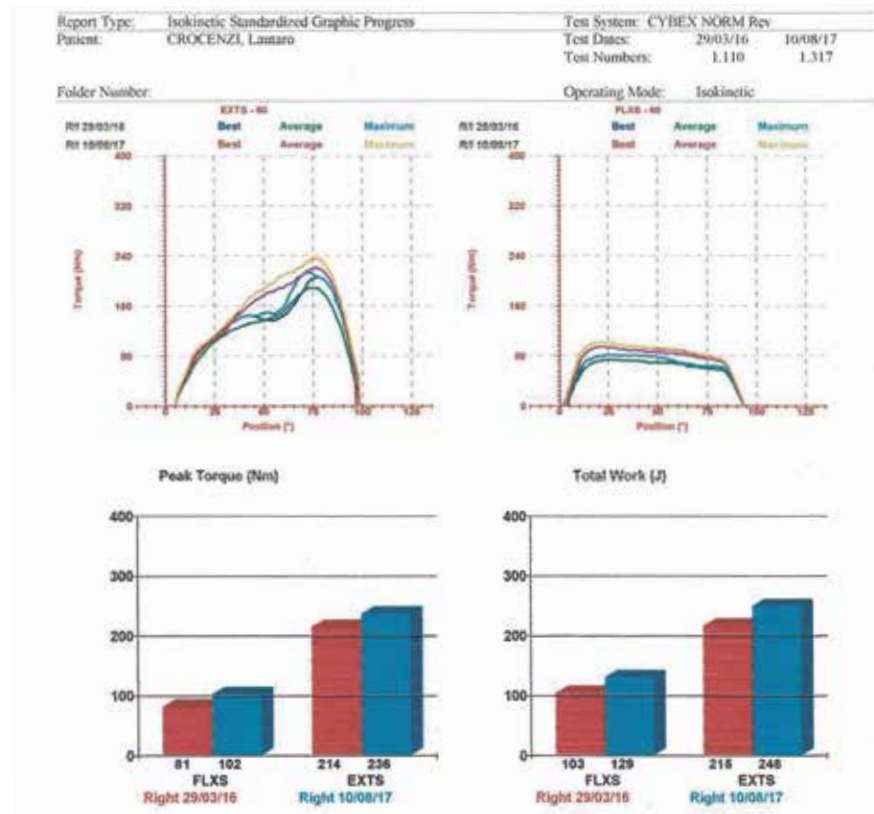 Report Type: Isokinetic Standardized Graphic Progress Test System: CYBEX NORM Rev
Patient: CROCENZI, Lautaro Test Dates: 29/03/16 10/08/17
Test Numbers: 1.110 1.317
Folder Number: Operating Mode: Isokinetic
EXTS - 60 FLXS - 60
Rt1 29/03/16 Best Average Maximum Rt1 29/03/16 Best Average Maximum
Rt1 10/08/17 Best Average Maximum Rt1 10/08/17 Best Average Maximum
400 400
320 320
240 240
Torque (Nm) Torque (Nm)
160 160
80 80
0 0
0 25 50 75 100 125 0 25 50 75 100 125
Position (°) Position (°)
Peak Torque (Nm) Total Work (J)
400 400
300 300
200 200
100 100
0 0
81 102 214 236 103 129 215 248
FLXS EXTS FLXS EXTS
Right 29/03/16 Right 10/08/17 Right 29/03/16 Right 10/08/17